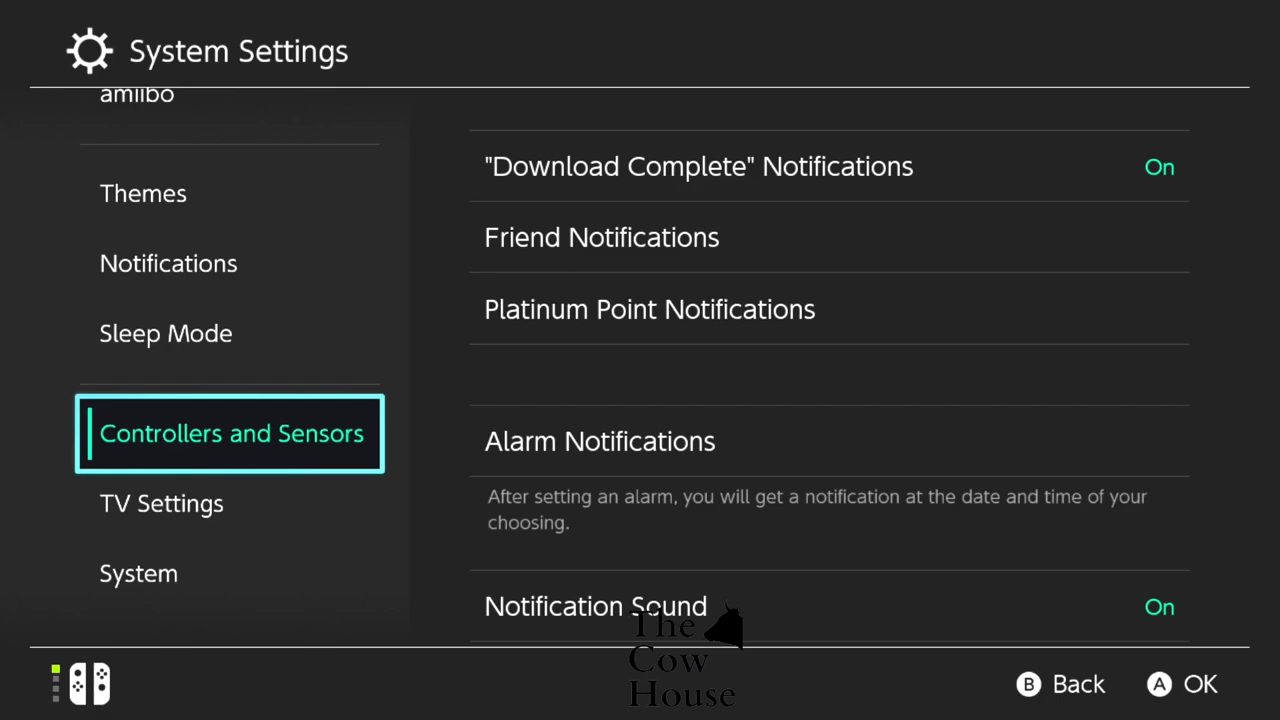 System Settings
amiibo
Themes
Notifications
Sleep Mode
Controllers and Sensors
TV Settings
System
"Download Complete" Notifications On
Friend Notifications
Platinum Point Notifications
Alarm Notifications
After setting an alarm, you will get a notification at the date and time of your
choosing.
Notification Sound On
The
Cow
House
B Back A OK